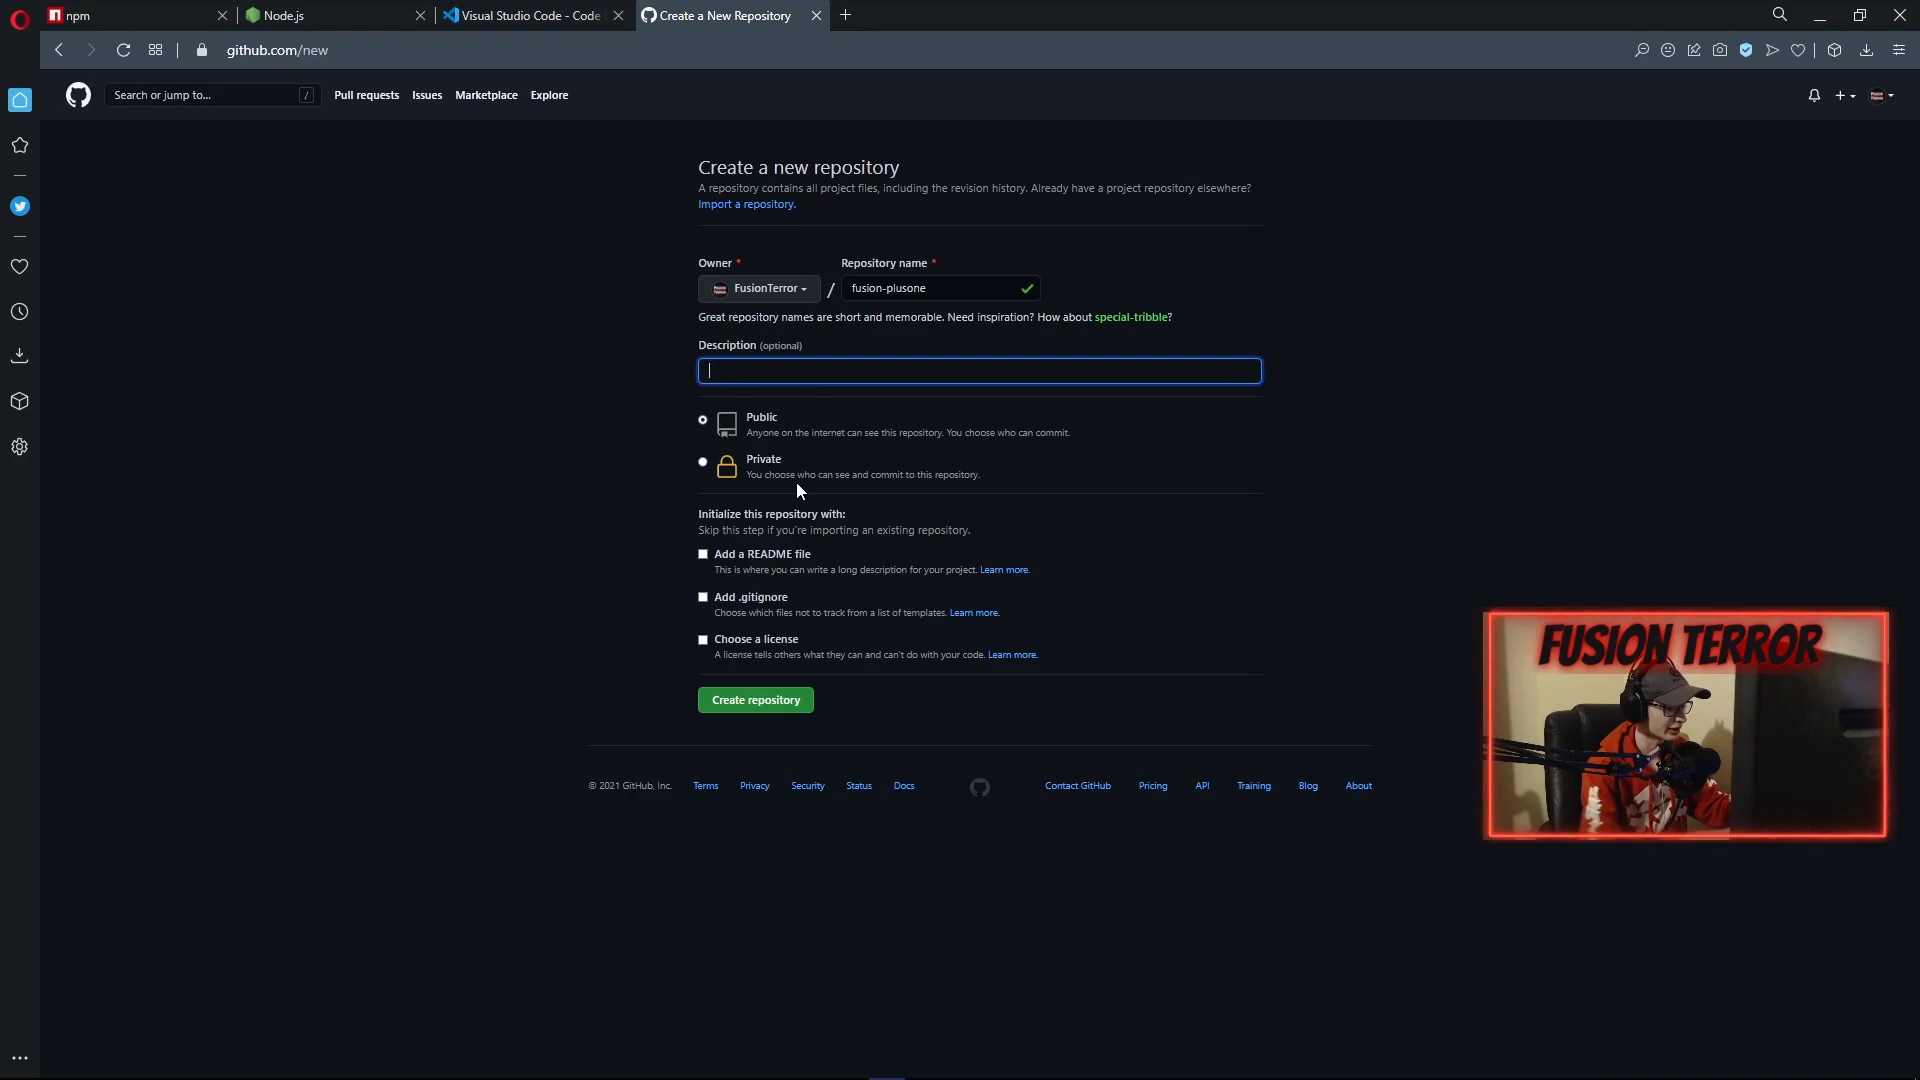 npm
Node.js
Visual Studio Code - Code
Create a New Repository
github.com/new
Search or jump to...
/
Pull requests
Issues
Marketplace
Explore
Create a new repository
A repository contains all project files, including the revision history. Already have a project repository elsewhere?
Import a repository.
Owner *
Repository name *
FusionTerror
/
fusion-plusone
Great repository names are short and memorable. Need inspiration? How about special-tribble?
Description (optional)
Public
Anyone on the internet can see this repository. You choose who can commit.
Private
You choose who can see and commit to this repository.
Initialize this repository with:
Skip this step if you're importing an existing repository.
Add a README file
This is where you can write a long description for your project. Learn more.
Add .gitignore
Choose which files not to track from a list of templates. Learn more.
Choose a license
A license tells others what they can and can't do with your code. Learn more.
Create repository
FUSION TERROR
© 2021 GitHub, Inc.
Terms
Privacy
Security
Status
Docs
Contact GitHub
Pricing
API
Training
Blog
About